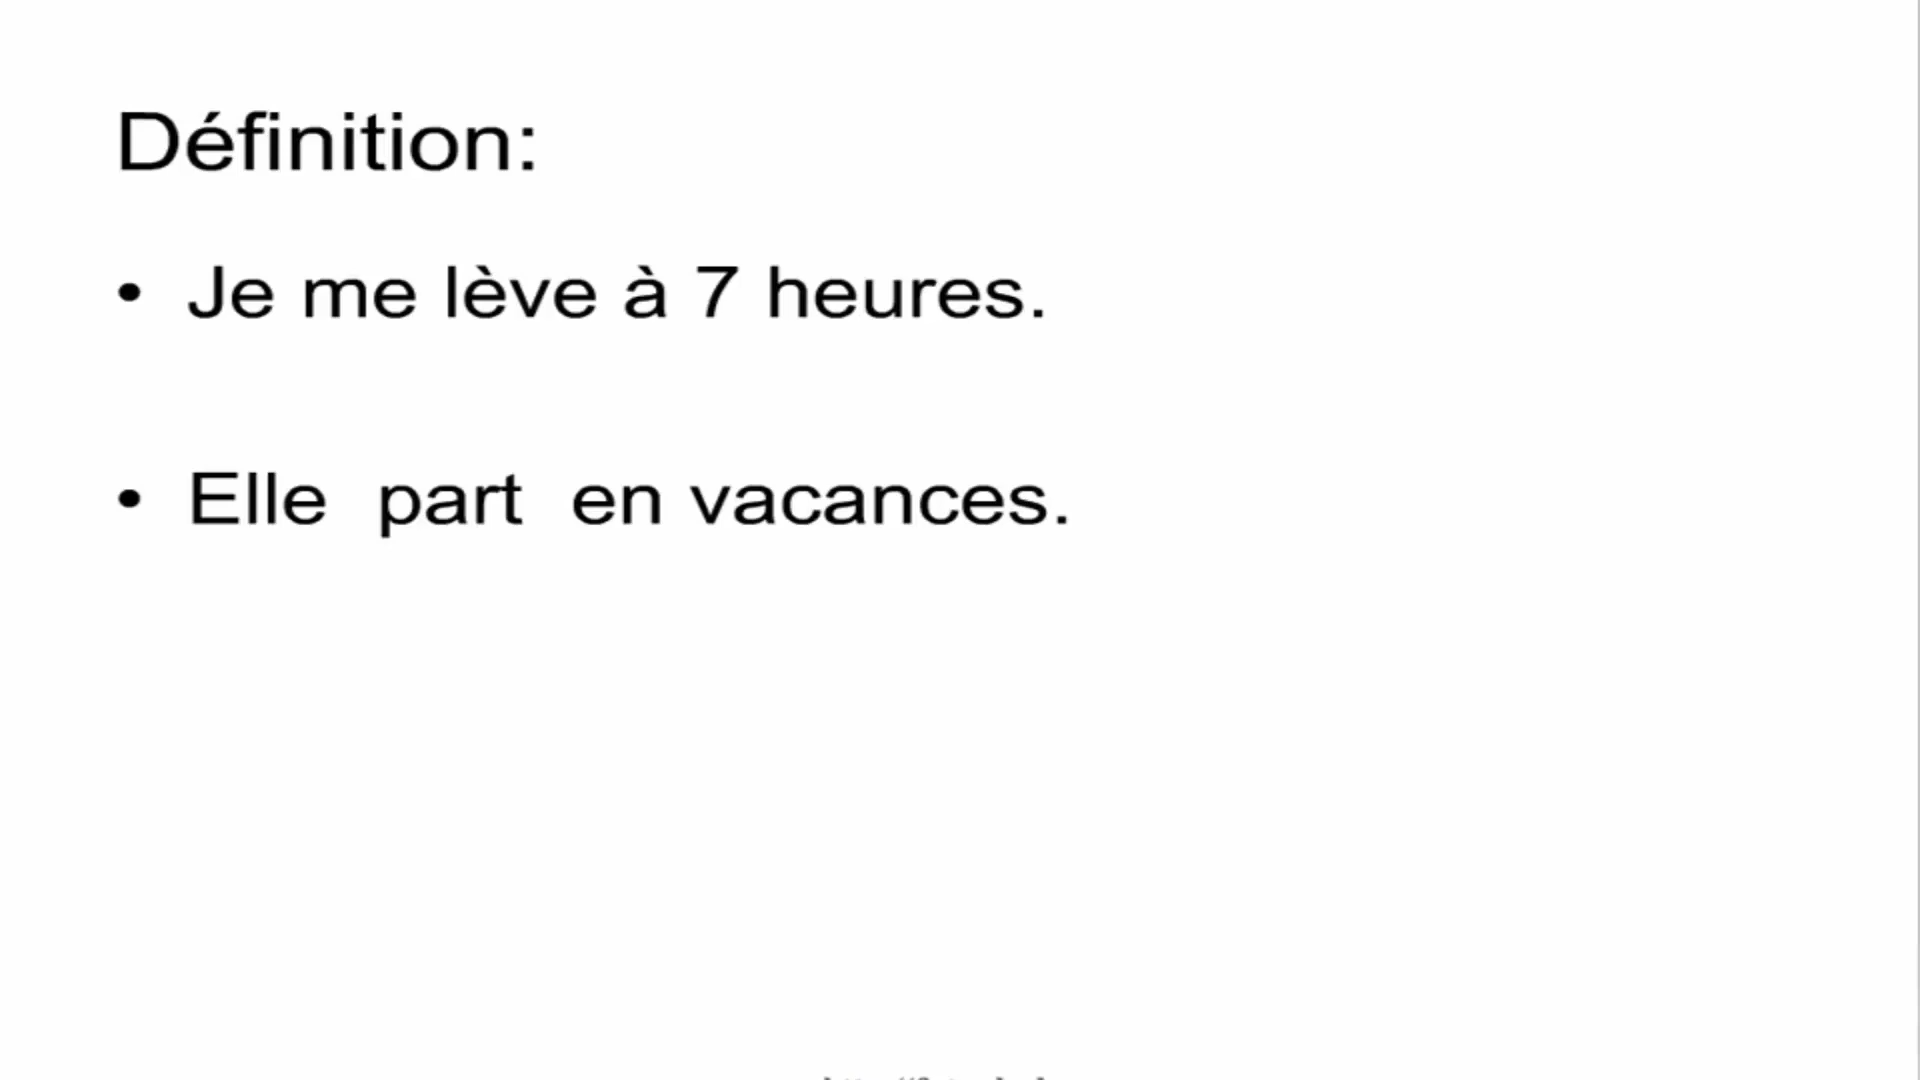 Définition:
• Je me lève à 7 heures.
• Elle part en vacances.